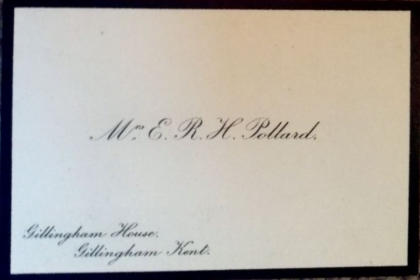 Mrs. E. R. H. Pollard.
Gillingham House.
Gillingham Kent.